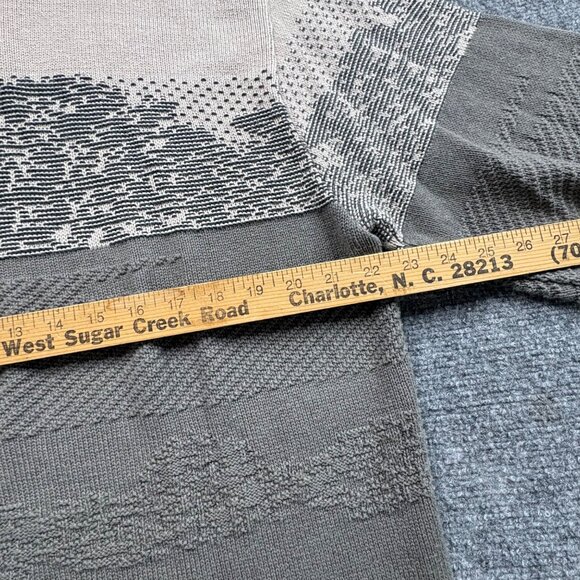 13 14 15 16 17 18 19 20 21 22 23 24 25 26 27
West Sugar Creek Road Charlotte, N. C. 28213 (70